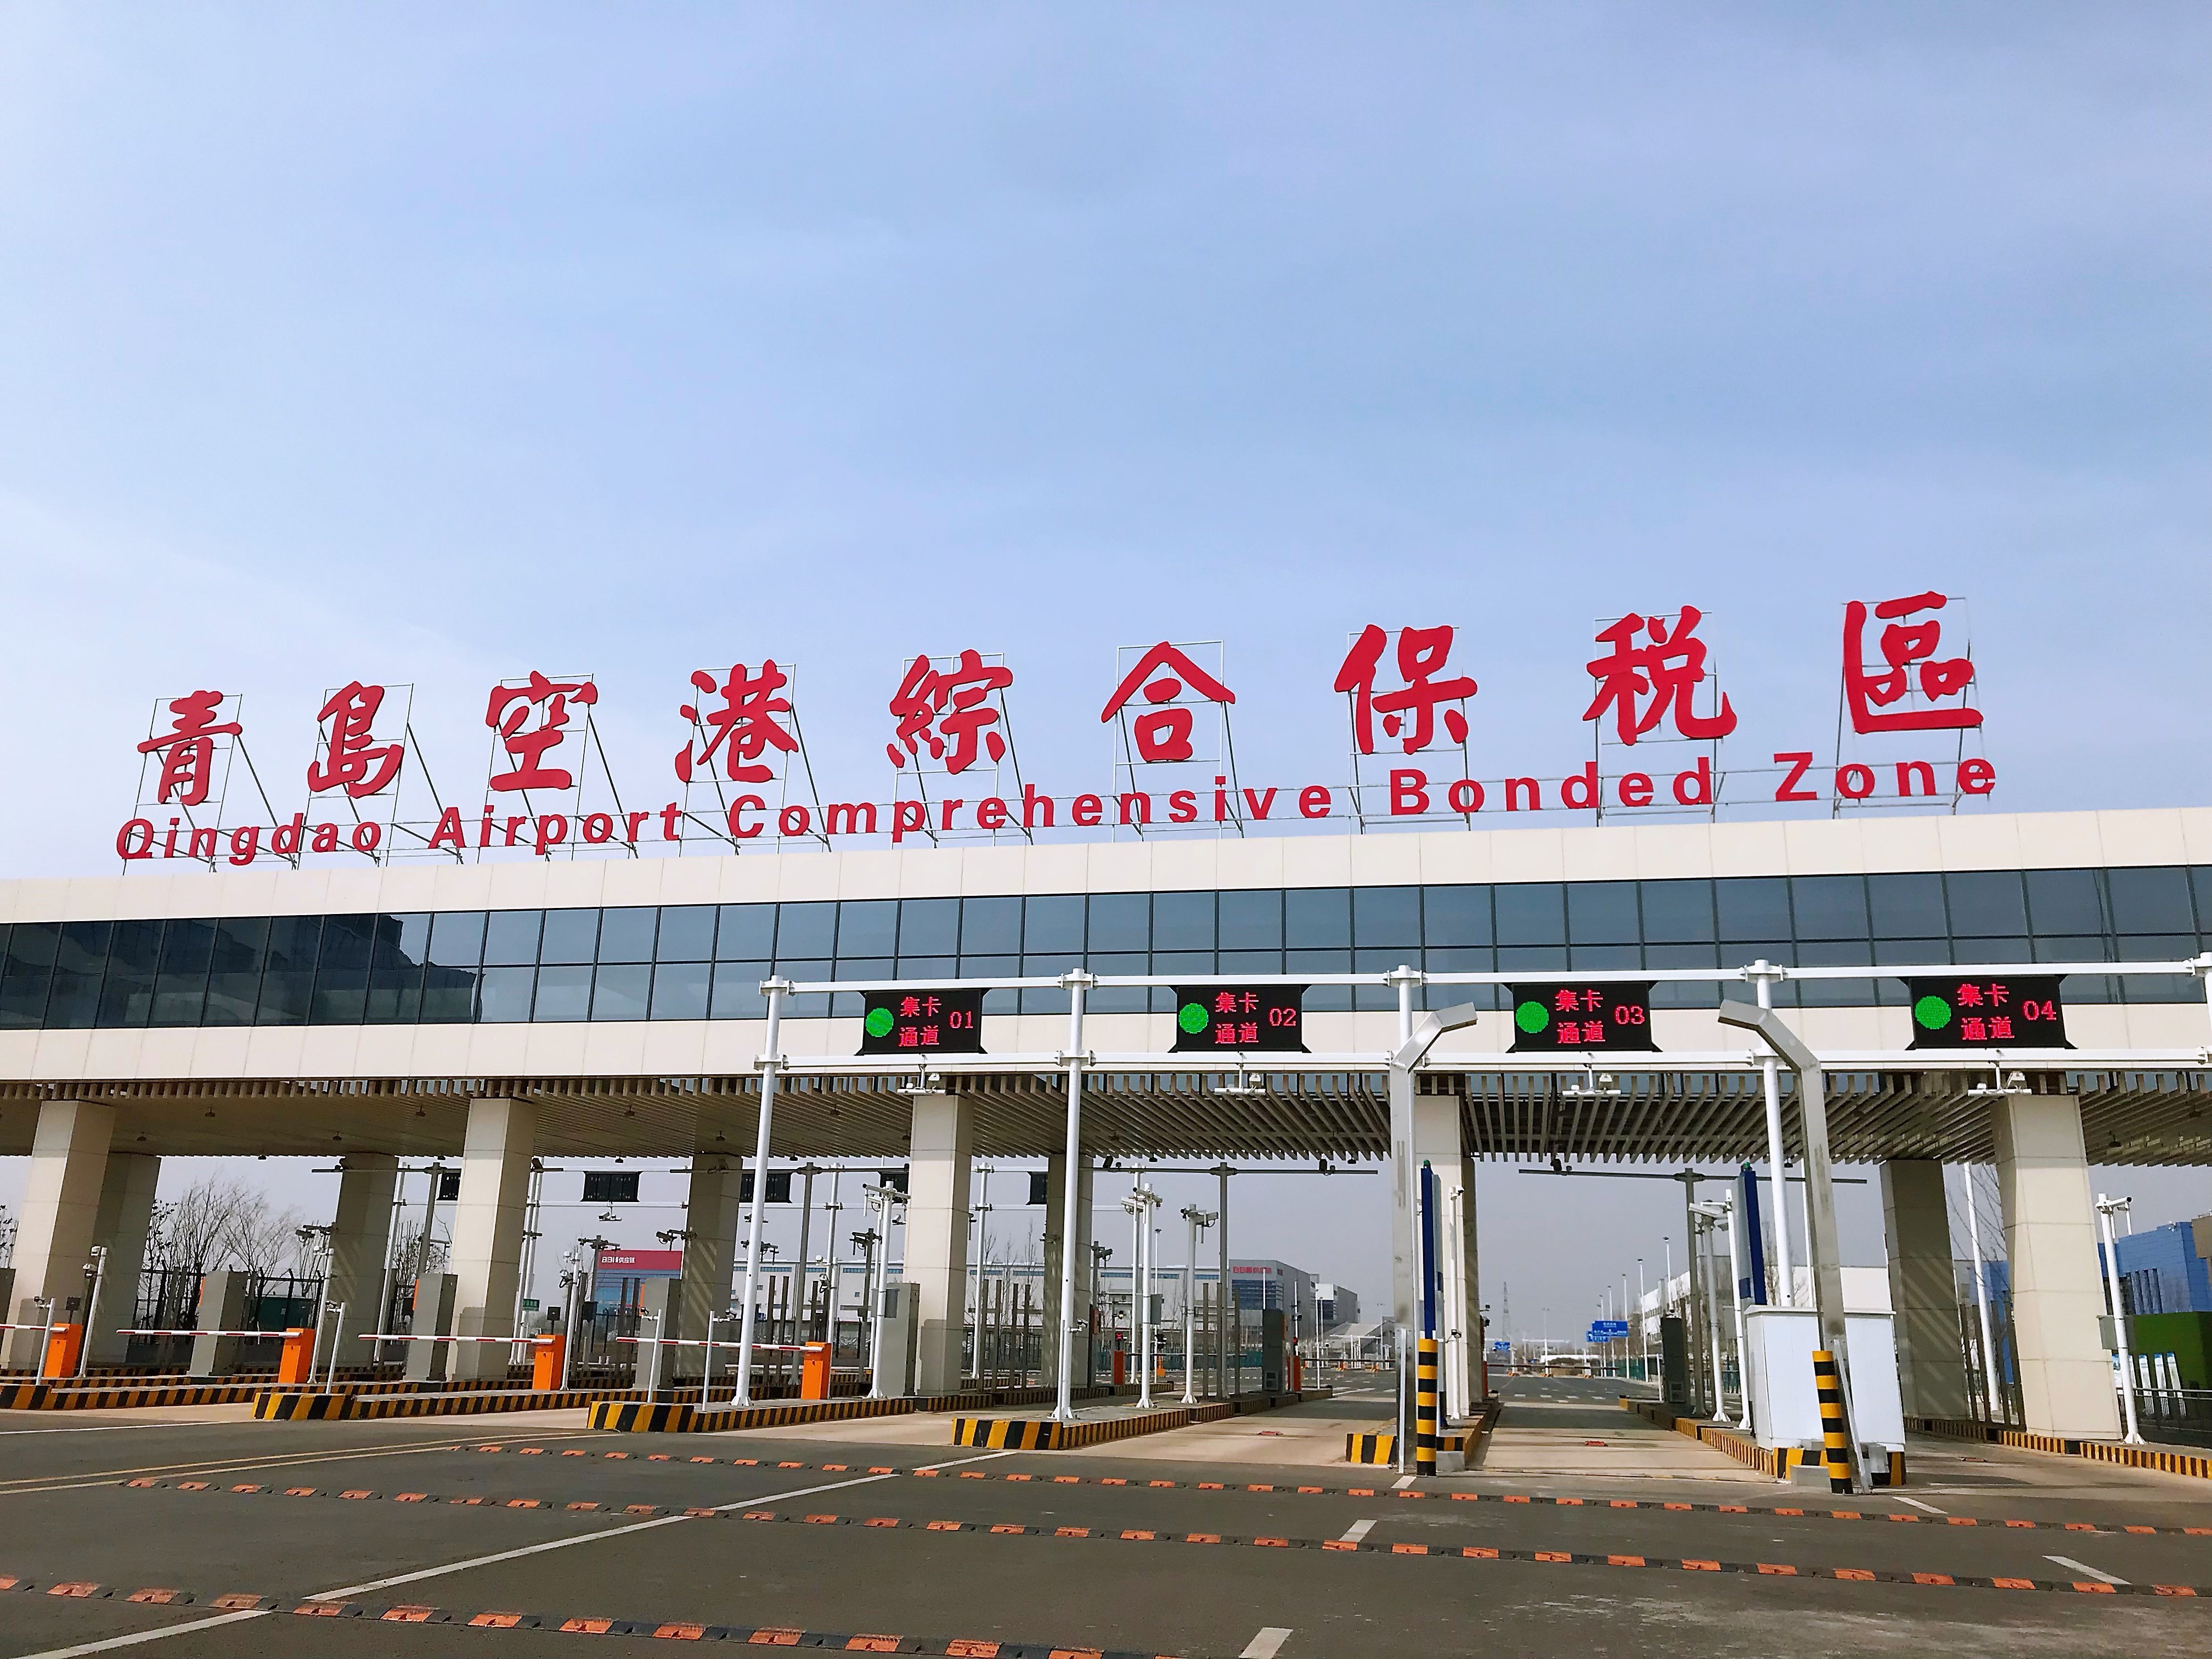 青島空港綜合保税區
Qingdao Airport Comprehensive Bonded Zone
集卡
通道 01
集卡
通道 02
集卡
通道 03
集卡
通道 04